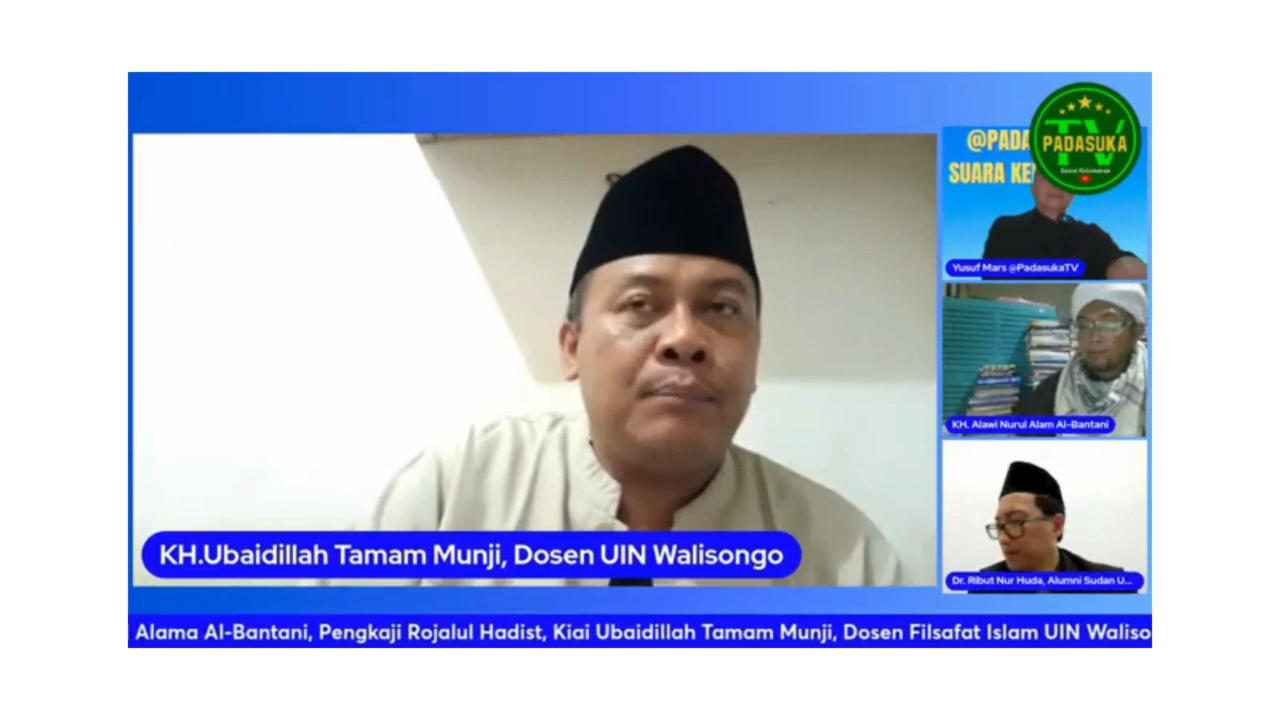 @PADA
SUARA KE
TV
PADASUKA
Yusuf Mars @PadasukaTV
KH. Alawi Nurul Alam Al-Bantani
KH.Ubaidillah Tamam Munji, Dosen UIN Walisongo
Dr. Ribut Nur Huda, Alumni Sudan U...
Alama Al-Bantani, Pengkaji Rojalul Hadist, Kiai Ubaidillah Tamam Munji, Dosen Filsafat Islam UIN Waliso